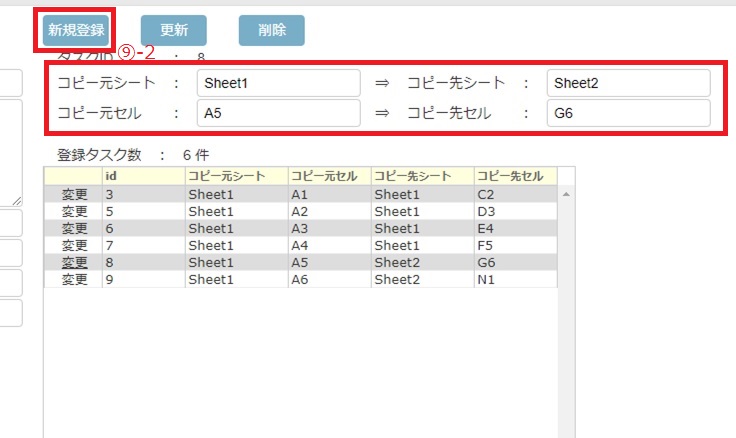 新規登録 更新 削除
⑨-2
タスクID ： 8
コピー元シート ： Sheet1 ⇒ コピー先シート ： Sheet2
コピー元セル ： A5 ⇒ コピー先セル ： G6
登録タスク数 ： 6 件
id コピー元シート コピー元セル コピー先シート コピー先セル
変更 3 Sheet1 A1 Sheet1 C2
変更 5 Sheet1 A2 Sheet1 D3
変更 6 Sheet1 A3 Sheet1 E4
変更 7 Sheet1 A4 Sheet1 F5
変更 8 Sheet1 A5 Sheet2 G6
変更 9 Sheet1 A6 Sheet2 N1